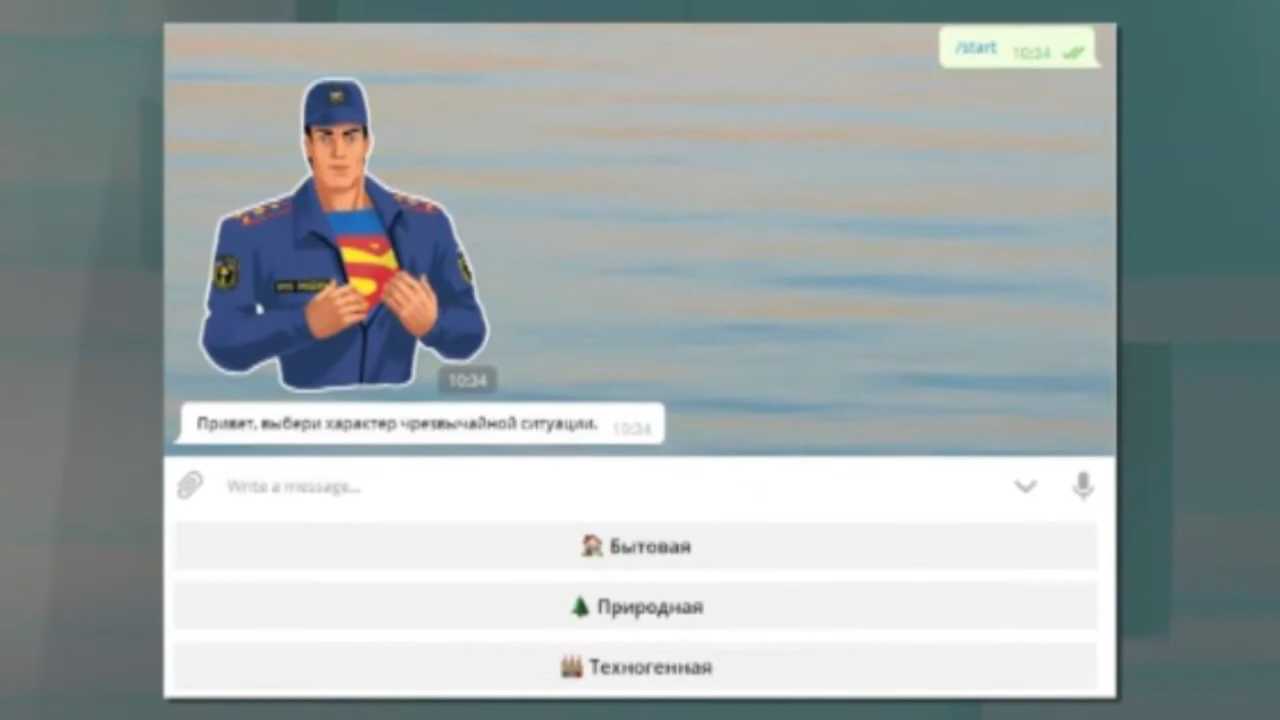 /start 10:34
10:34
Привет, выбери характер чрезвычайной ситуации. 10:34
Write a message...
Бытовая
Природная
Техногенная